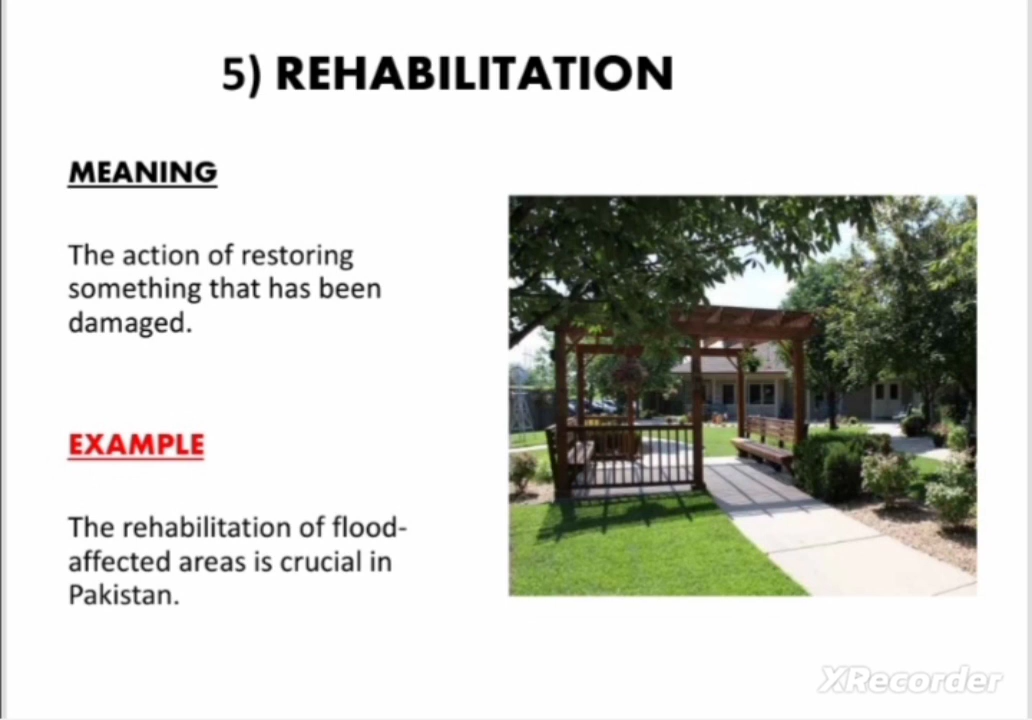 5) REHABILITATION
MEANING
The action of restoring
something that has been
damaged.
EXAMPLE
The rehabilitation of flood-
affected areas is crucial in
Pakistan.
XRecorder